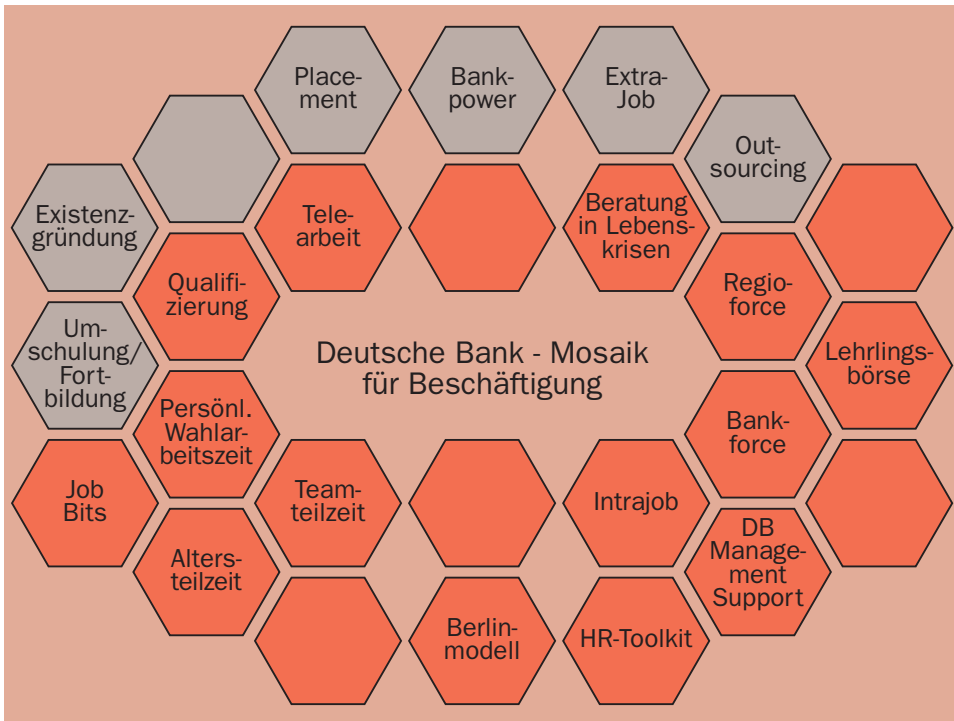 Place-
ment
Bank-
power
Extra-
Job
Out-
sourcing
Existenz-
gründung
Tele-
arbeit
Beratung
in Lebens-
krisen
Qualifi-
zierung
Regio-
force
Um-
schulung/
Fort-
bildung
Deutsche Bank - Mosaik
für Beschäftigung
Lehrlings-
börse
Persönl.
Wahlar-
beitszeit
Bank-
force
Job
Bits
Team-
teilzeit
Intrajob
Alters-
teilzeit
DB
Manage-
ment
Support
Berlin-
modell
HR-Toolkit